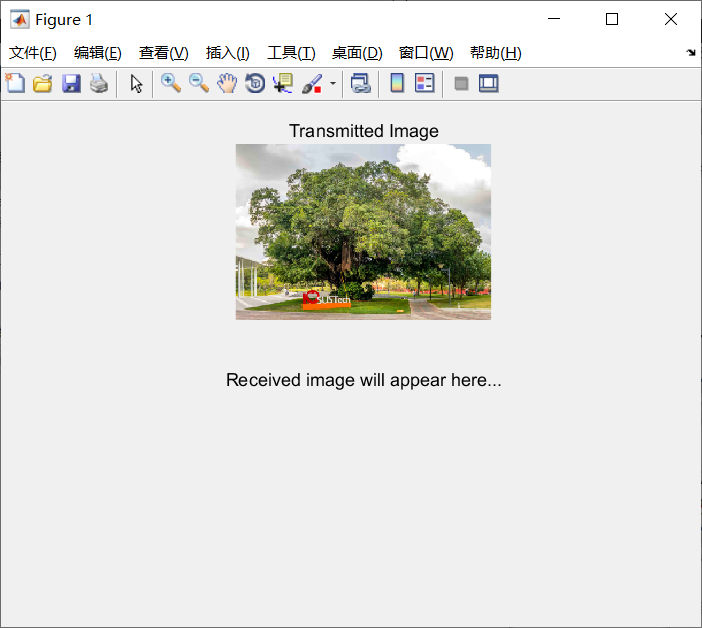 Figure 1
文件(F) 编辑(E) 查看(V) 插入(I) 工具(T) 桌面(D) 窗口(W) 帮助(H)
Transmitted Image
SUSTech
Received image will appear here...